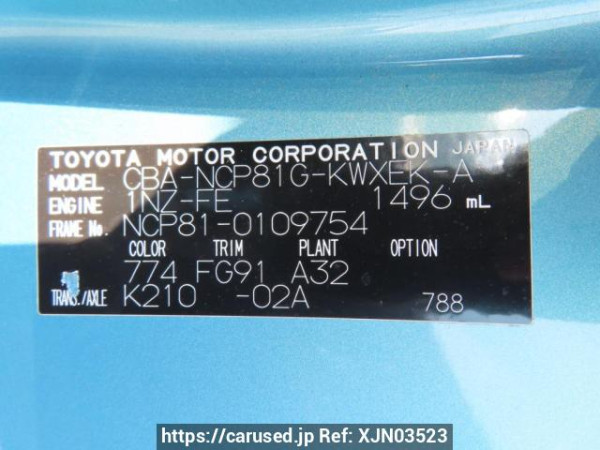 TOYOTA MOTOR CORPORATION JAPAN
MODEL CBA-NCP81G-KWXEK-A
ENGINE 1NZ-FE 1496 mL
FRAME No. NCP81-0109754
COLOR TRIM PLANT OPTION
774 FG91 A32
TRANS./AXLE K210 -02A 788
https://carused.jp Ref: XJN03523